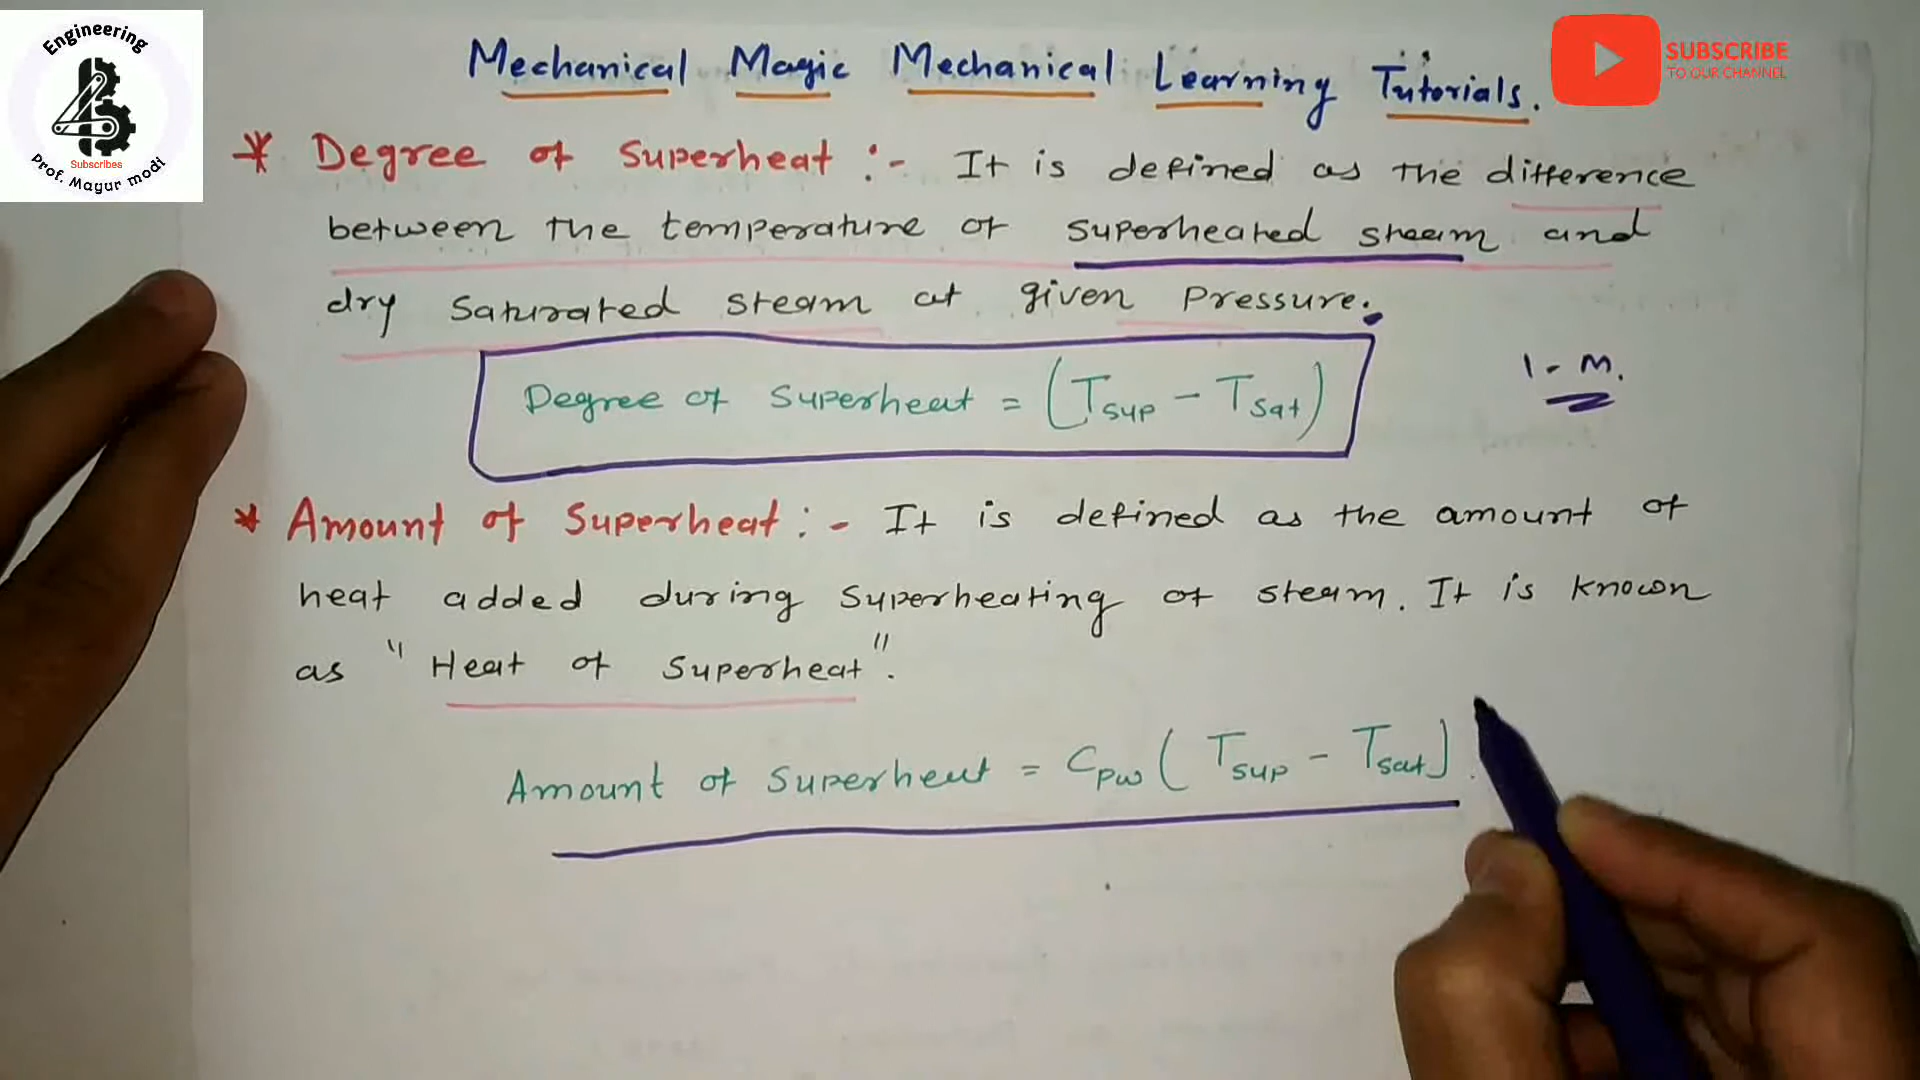 Engineering
Subscribes
Prof. Mayur modi
SUBSCRIBE
TO OUR CHANNEL
Mechanical Magic Mechanical Learning Tutorials.
* Degree of Superheat :- It is defined as the difference
between the temperature of superheated steam and
dry saturated steam at given Pressure.
Degree of Superheat = (Tsup - Tsat)
1 - M.
* Amount of Superheat :- It is defined as the amount of
heat added during superheating of steam. It is known
as "Heat of Superheat".
Amount of Superheat = Cpw (Tsup - Tsat).